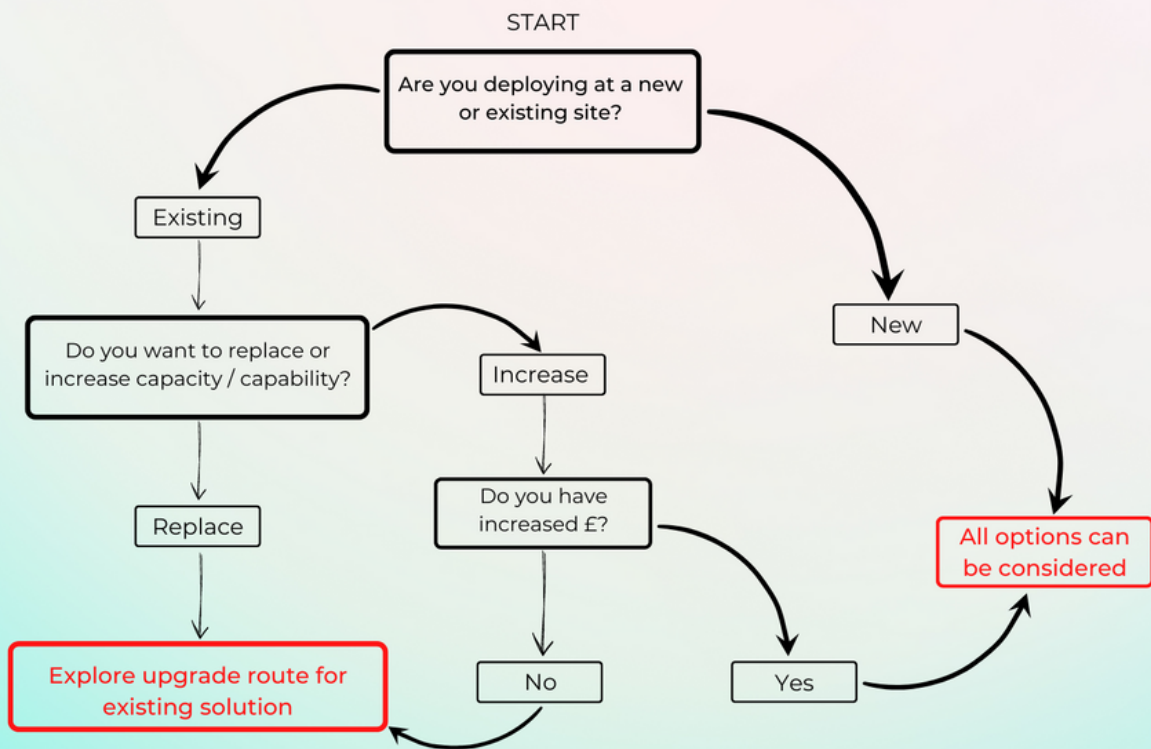 START
Are you deploying at a new
or existing site?
Existing
New
Do you want to replace or
increase capacity / capability?
Increase
Replace
Do you have
increased £?
All options can
be considered
Explore upgrade route for
existing solution
No
Yes